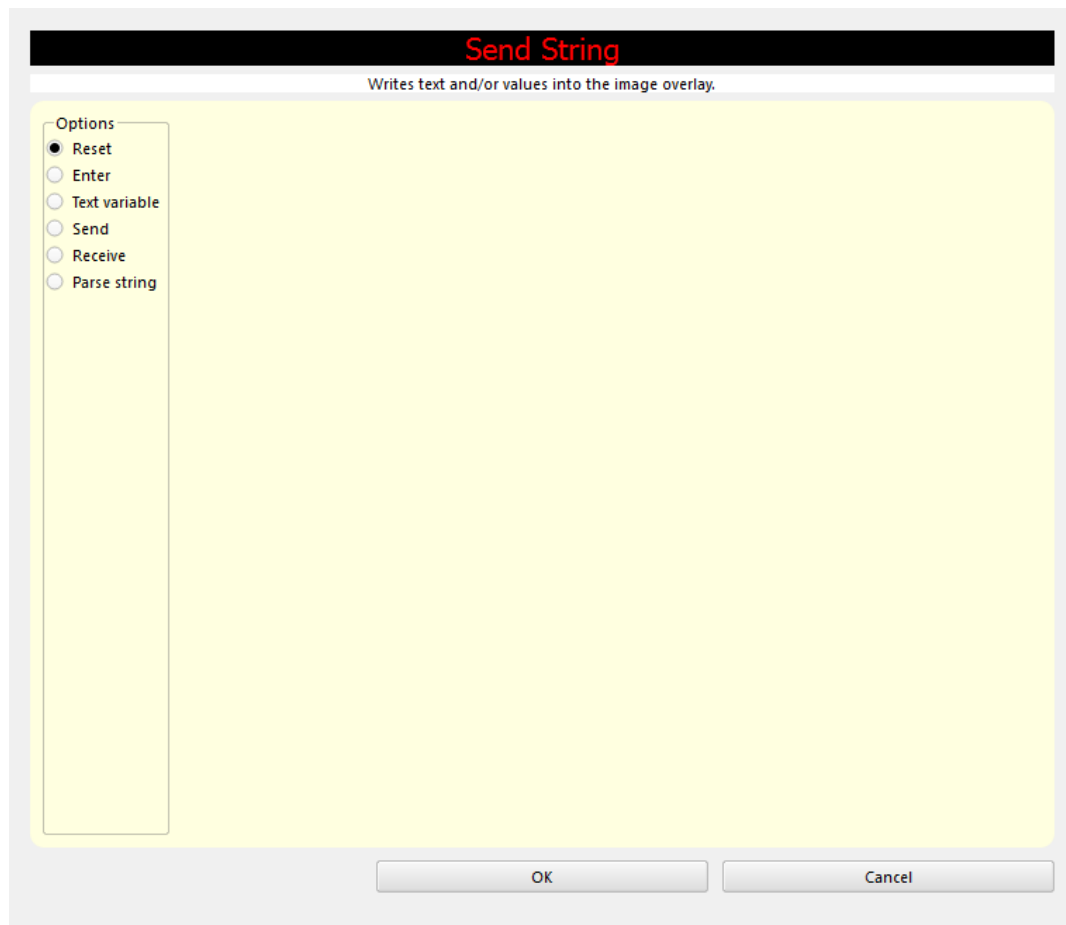 Send String
Writes text and/or values into the image overlay.
Options
Reset
Enter
Text variable
Send
Receive
Parse string
OK
Cancel